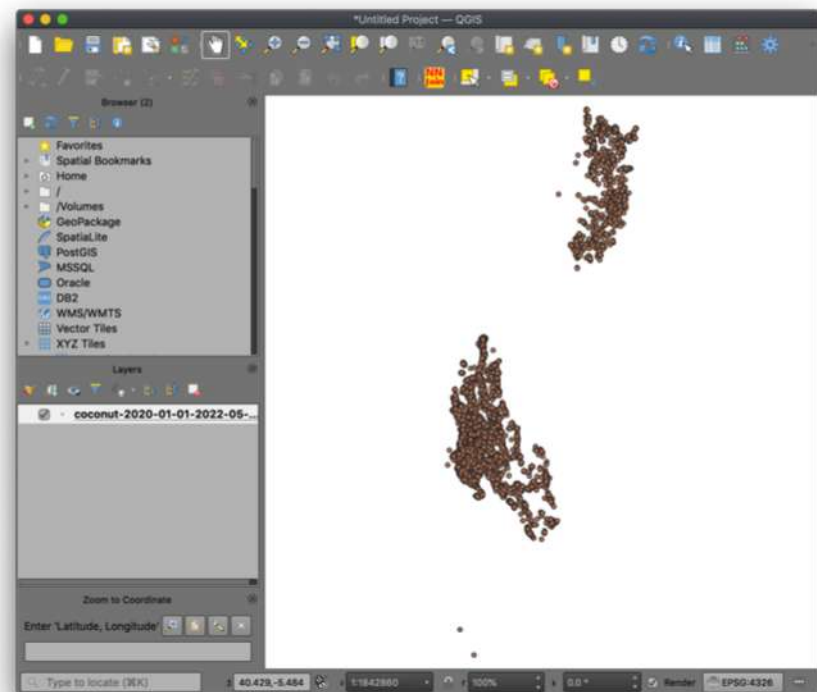 *Untitled Project — QGIS
NN
Browser (2)
Favorites
Spatial Bookmarks
Home
/
/Volumes
GeoPackage
SpatiaLite
PostGIS
MSSQL
Oracle
DB2
WMS/WMTS
Vector Tiles
XYZ Tiles
Layers
coconut-2020-01-01-2022-05-...
Zoom to Coordinate
Enter 'Latitude, Longitude'
Type to locate (⌘K)
40.429,-5.484
1:1842860
100%
0.0 °
Render
EPSG:4326